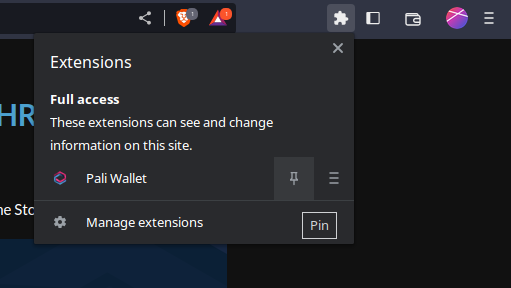 HR
Extensions
Full access
These extensions can see and change
information on this site.
Pali Wallet
ne Sto
Manage extensions
Pin